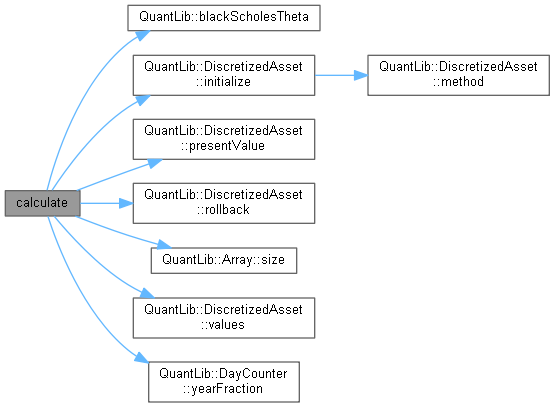 QuantLib::blackScholesTheta
QuantLib::DiscretizedAsset
::initialize
QuantLib::DiscretizedAsset
::method
QuantLib::DiscretizedAsset
::presentValue
calculate
QuantLib::DiscretizedAsset
::rollback
QuantLib::Array::size
QuantLib::DiscretizedAsset
::values
QuantLib::DayCounter
::yearFraction